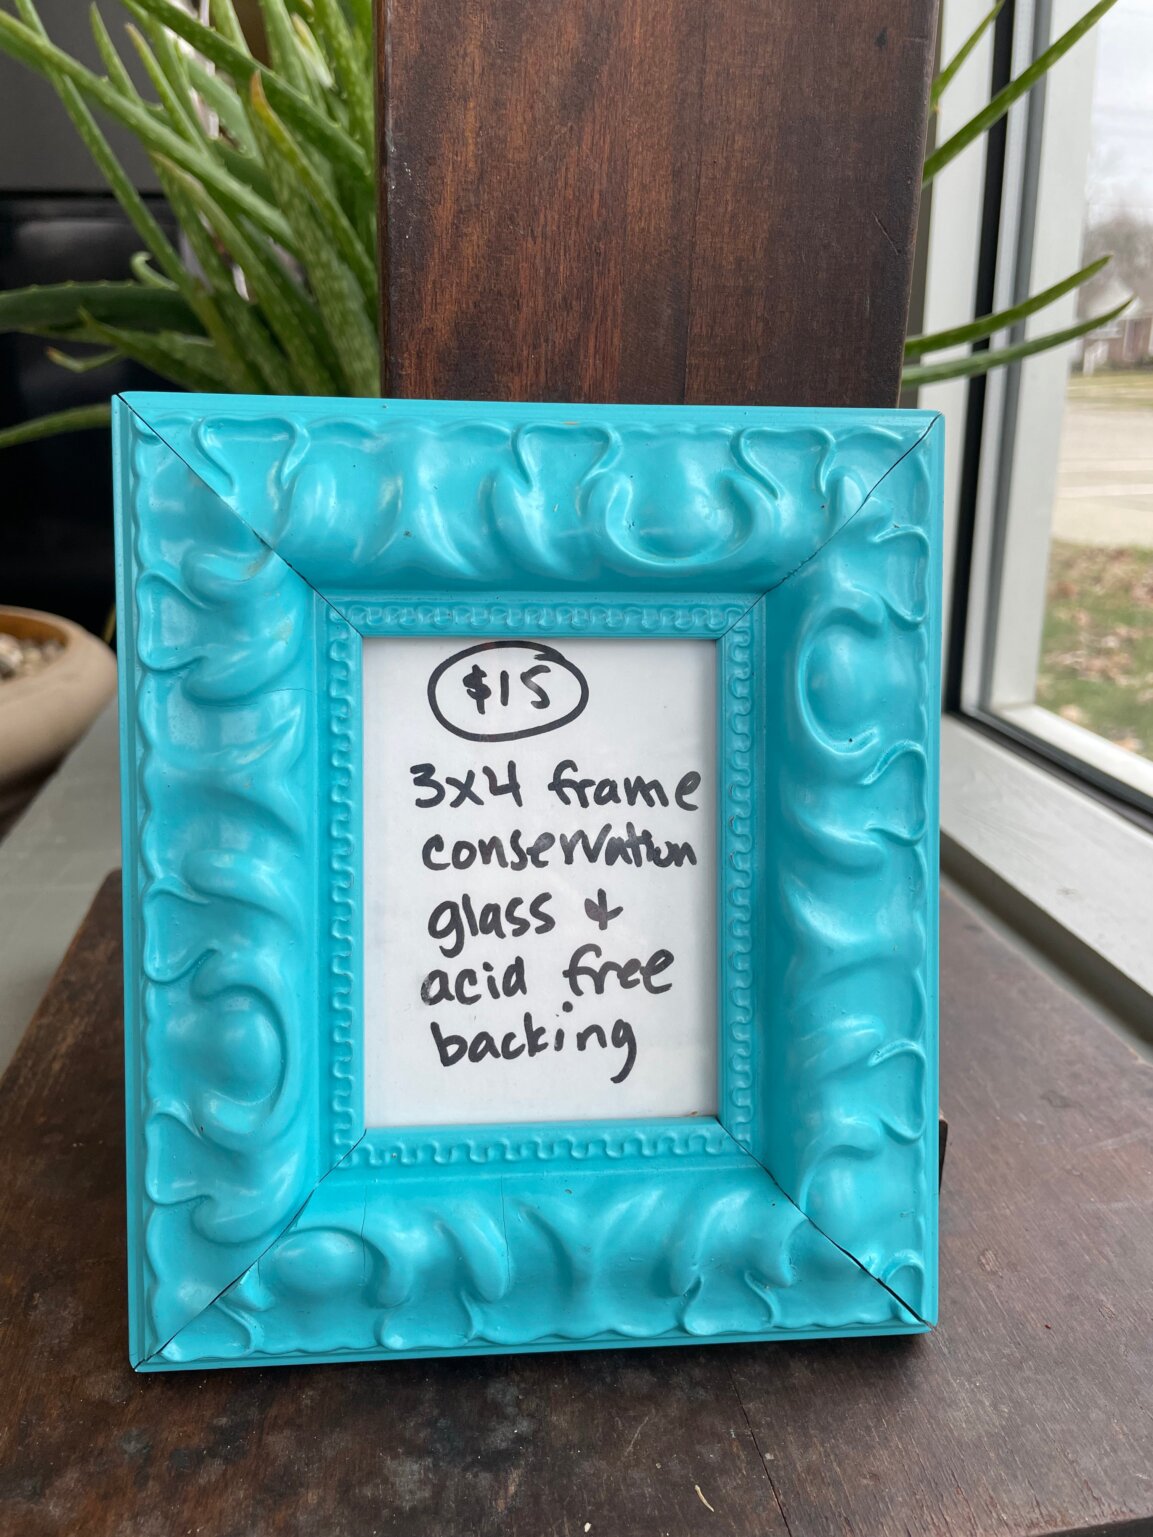 $15
3x4 frame
conservation
glass &
acid free
backing